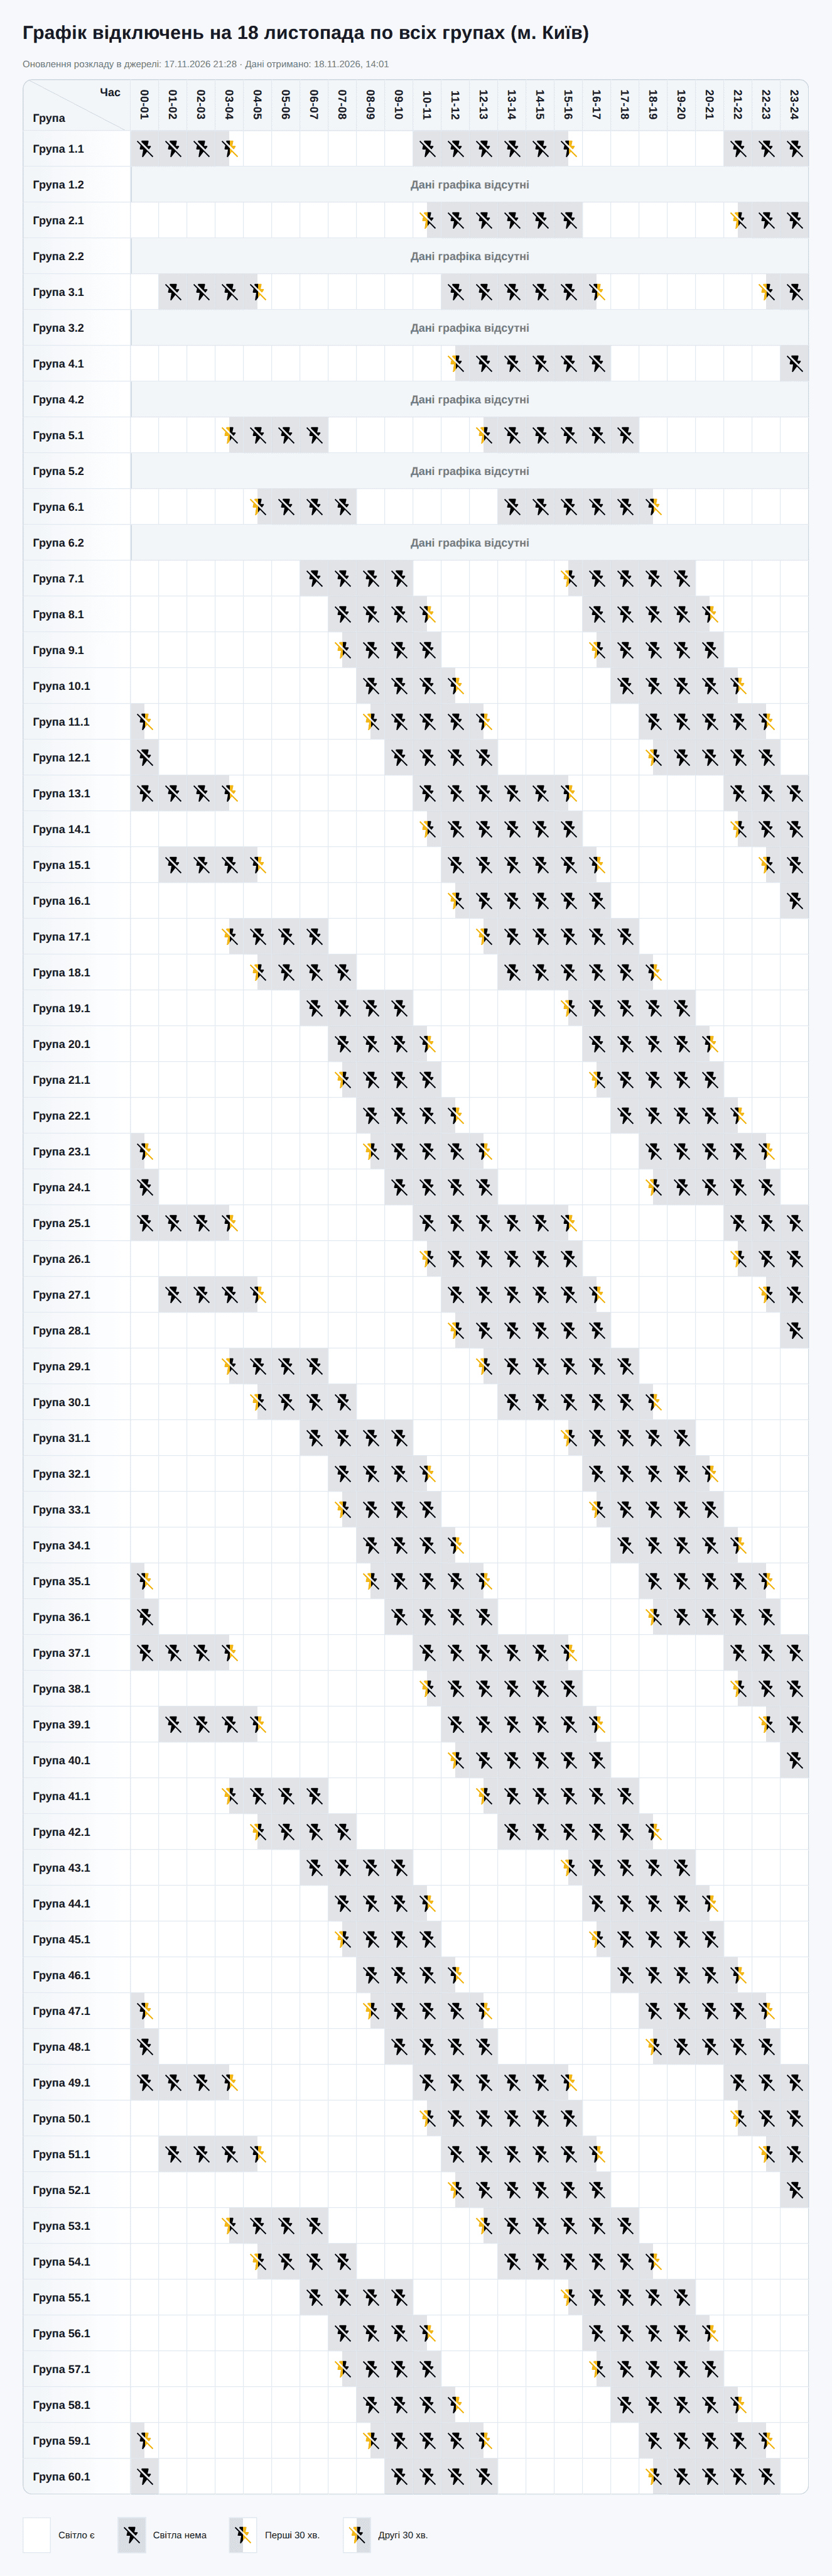 Графік відключень на 18 листопада по всіх групах (м. Київ)
Оновлення розкладу в джерелі: 17.11.2026 21:28 · Дані отримано: 18.11.2026, 14:01
Час
Група
00-01 01-02 02-03 03-04 04-05 05-06 06-07 07-08 08-09 09-10 10-11 11-12 12-13 13-14 14-15 15-16 16-17 17-18 18-19 19-20 20-21 21-22 22-23 23-24
Група 1.1
Група 1.2 Дані графіка відсутні
Група 2.1
Група 2.2 Дані графіка відсутні
Група 3.1
Група 3.2 Дані графіка відсутні
Група 4.1
Група 4.2 Дані графіка відсутні
Група 5.1
Група 5.2 Дані графіка відсутні
Група 6.1
Група 6.2 Дані графіка відсутні
Група 7.1
Група 8.1
Група 9.1
Група 10.1
Група 11.1
Група 12.1
Група 13.1
Група 14.1
Група 15.1
Група 16.1
Група 17.1
Група 18.1
Група 19.1
Група 20.1
Група 21.1
Група 22.1
Група 23.1
Група 24.1
Група 25.1
Група 26.1
Група 27.1
Група 28.1
Група 29.1
Група 30.1
Група 31.1
Група 32.1
Група 33.1
Група 34.1
Група 35.1
Група 36.1
Група 37.1
Група 38.1
Група 39.1
Група 40.1
Група 41.1
Група 42.1
Група 43.1
Група 44.1
Група 45.1
Група 46.1
Група 47.1
Група 48.1
Група 49.1
Група 50.1
Група 51.1
Група 52.1
Група 53.1
Група 54.1
Група 55.1
Група 56.1
Група 57.1
Група 58.1
Група 59.1
Група 60.1
Світло є Світла нема Перші 30 хв. Другі 30 хв.